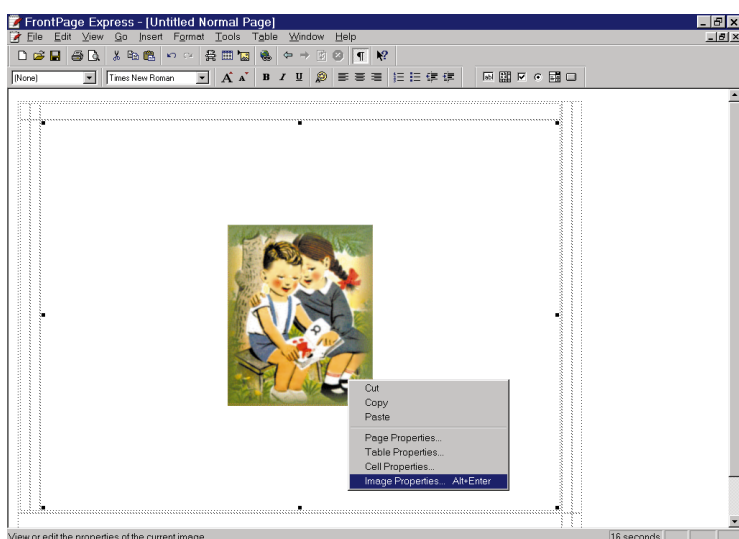 FrontPage Express - [Untitled Normal Page]
File Edit View Go Insert Format Tools Table Window Help
(None) Times New Roman A A B I U
Cut
Copy
Paste
Page Properties...
Table Properties...
Cell Properties...
Image Properties... Alt+Enter
View or edit the properties of the current image 16 seconds